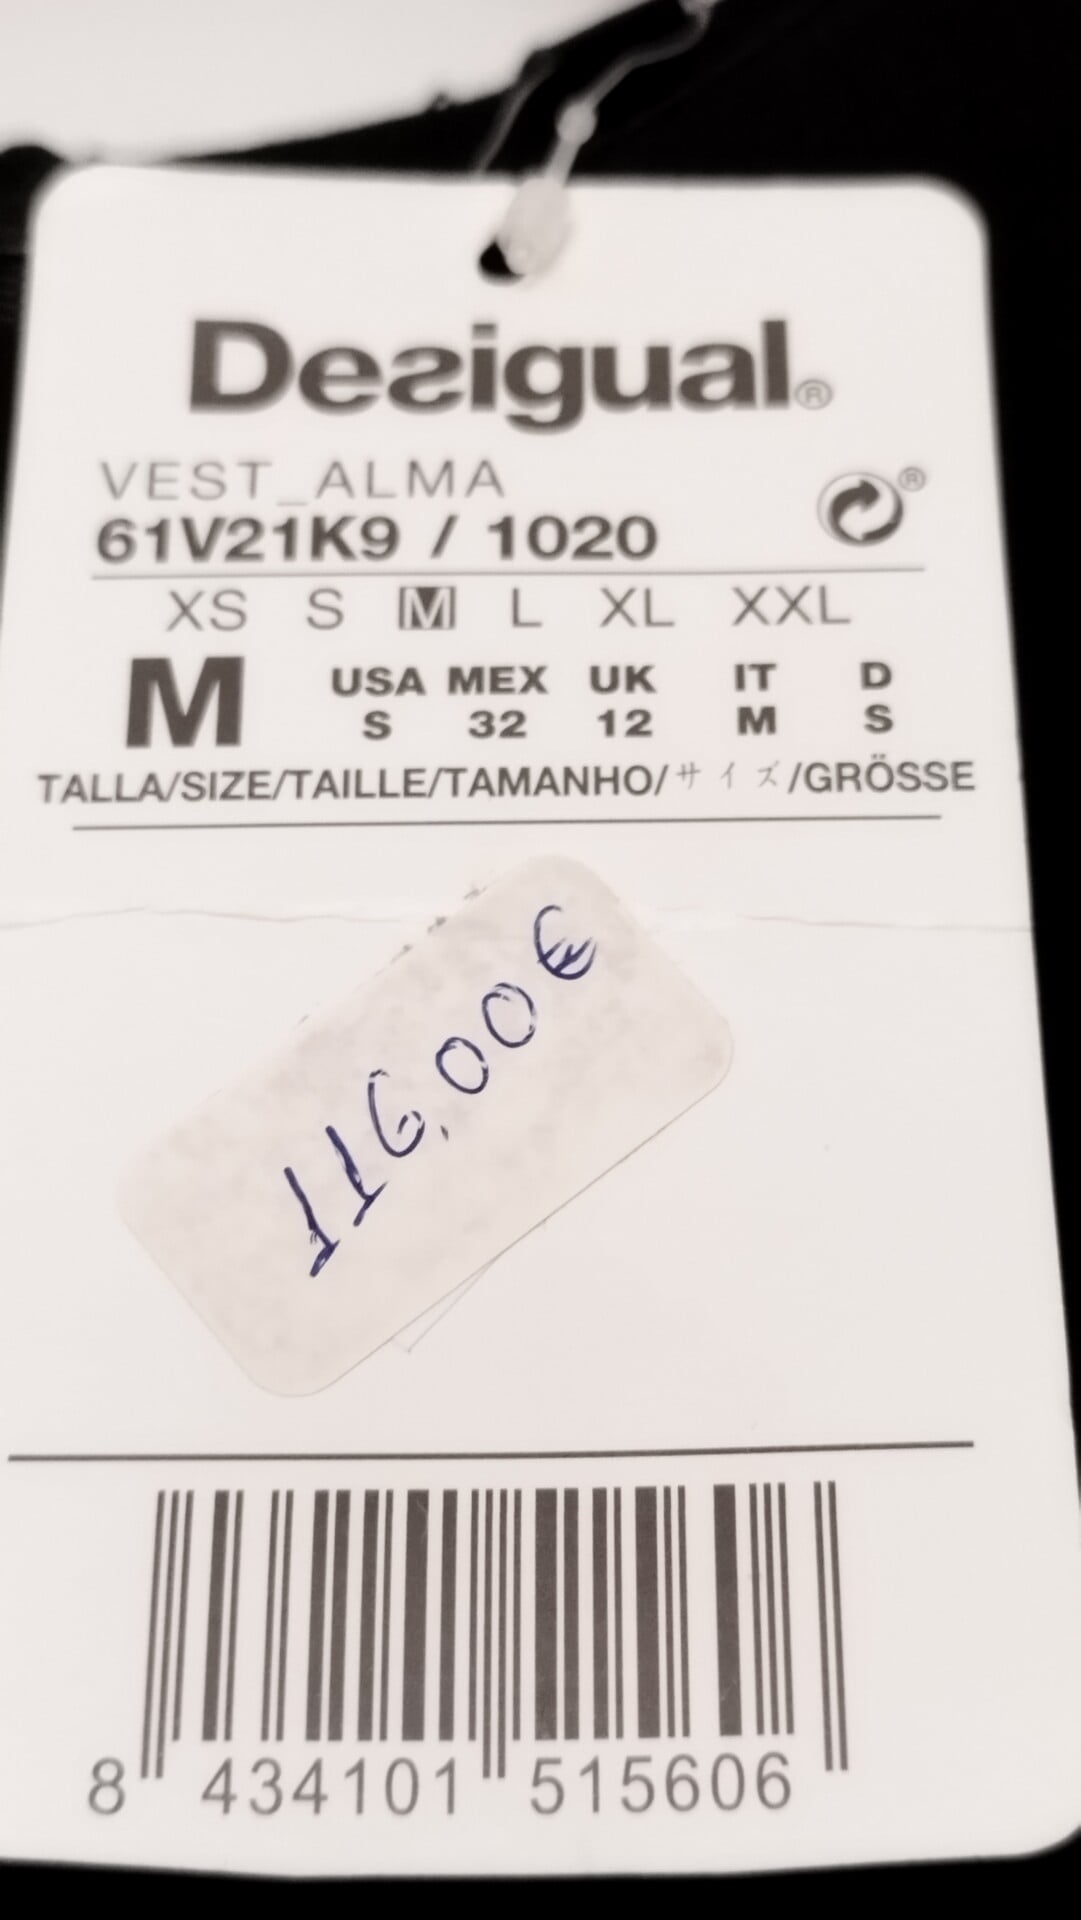 Desigual®
VEST_ALMA
®
61V21K9 / 1020
XS S M L XL XXL
M USA MEX UK IT D
S 32 12 M S
TALLA/SIZE/TAILLE/TAMANHO/サイズ/GRÖSSE
116,00€
8 434101 515606